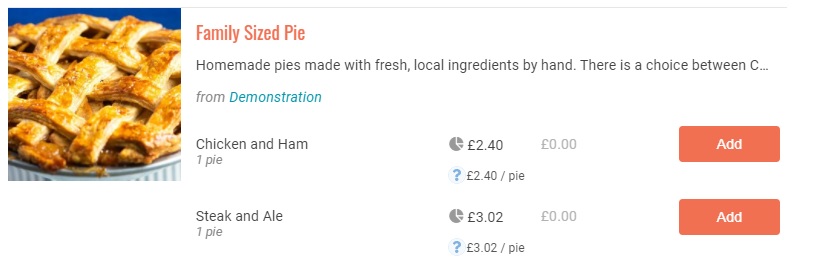 Family Sized Pie
Homemade pies made with fresh, local ingredients by hand. There is a choice between C...
from Demonstration
Chicken and Ham £2.40 £0.00 Add
1 pie
? £2.40 / pie
Steak and Ale £3.02 £0.00 Add
1 pie
? £3.02 / pie